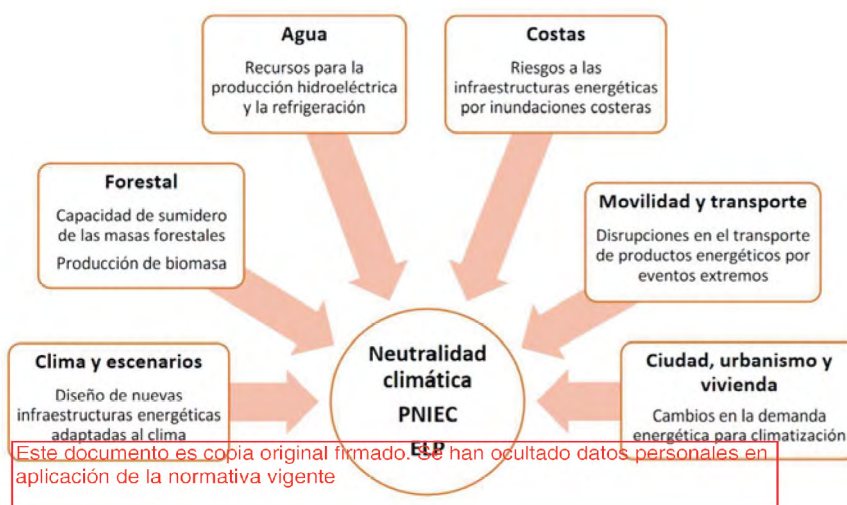 Agua
Recursos para la
producción hidroeléctrica
y la refrigeración
Costas
Riesgos a las
infraestructuras energéticas
por inundaciones costeras
Forestal
Capacidad de sumidero
de las masas forestales
Producción de biomasa
Movilidad y transporte
Disrupciones en el transporte
de productos energéticos por
eventos extremos
Clima y escenarios
Diseño de nuevas
infraestructuras energéticas
adaptadas al clima
Neutralidad
climática
PNIEC
ELP
Ciudad, urbanismo y
vivienda
Cambios en la demanda
energética para climatización
Este documento es copia original firmado. Se han ocultado datos personales en
aplicación de la normativa vigente